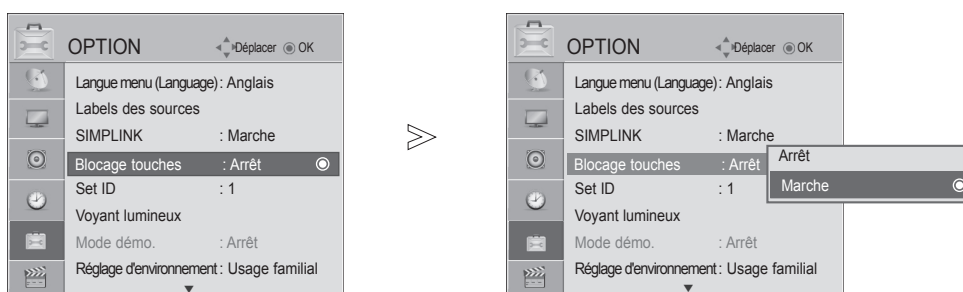 OPTION Déplacer OK
Langue menu (Language) : Anglais
Labels des sources
SIMPLINK : Marche
Blocage touches : Arrêt
Set ID : 1
Voyant lumineux
Mode démo. : Arrêt
Réglage d'environnement : Usage familial
OPTION Déplacer OK
Langue menu (Language) : Anglais
Labels des sources
SIMPLINK : Marche
Blocage touches : Arrêt
Arrêt
Marche
Set ID : 1
Voyant lumineux
Mode démo. : Arrêt
Réglage d'environnement : Usage familial